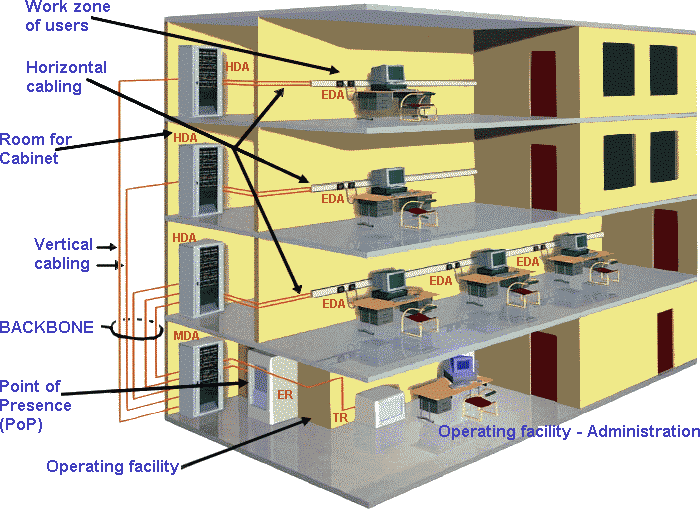 Work zone
of users
HDA
Horizontal
cabling
EDA
Room for
Cabinet
HDA
EDA
Vertical
cabling
HDA
EDA
EDA
EDA
BACKBONE
MDA
Point of
Presence
(PoP)
ER
TR
Operating facility - Administration
Operating facility